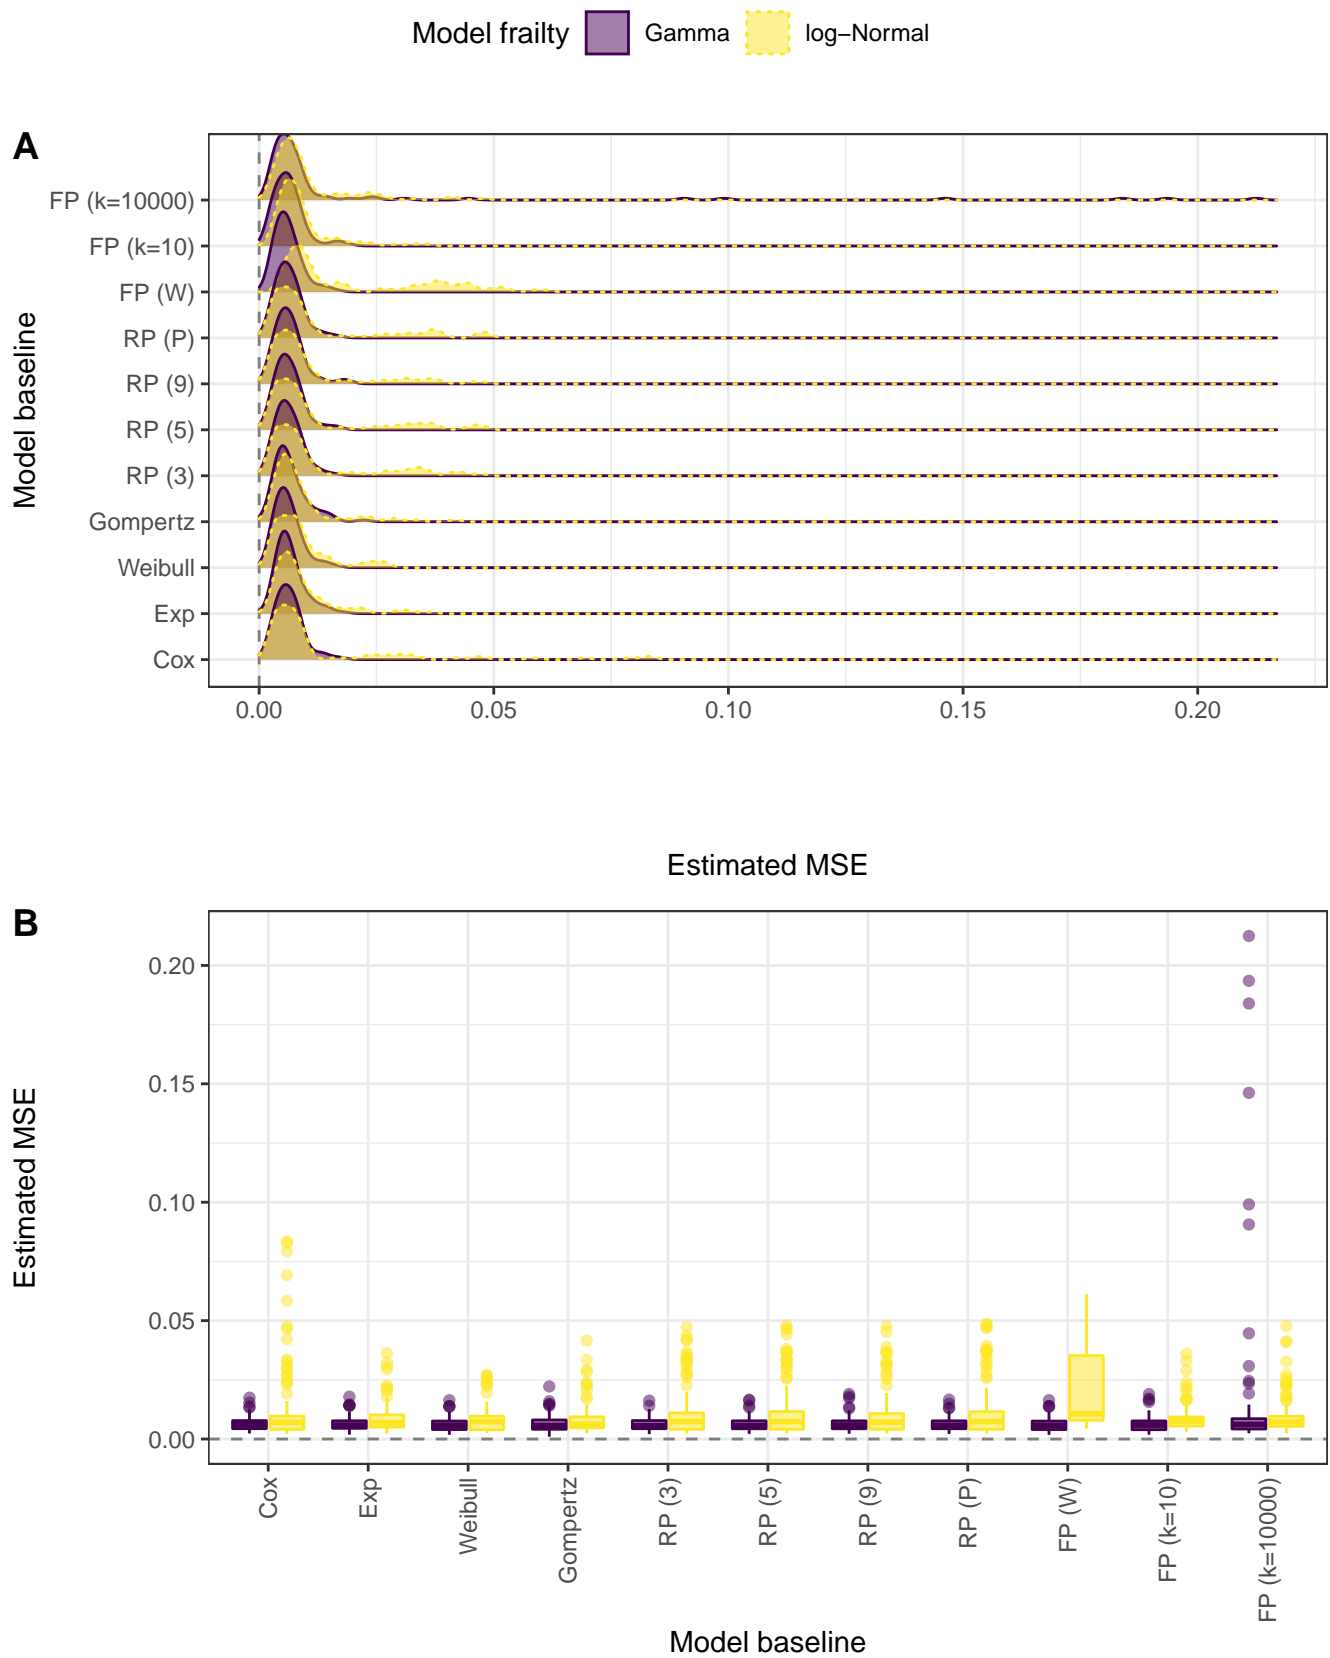 Model frailty Gamma log−Normal
A
Model baseline
FP (k=10000)
FP (k=10)
FP (W)
RP (P)
RP (9)
RP (5)
RP (3)
Gompertz
Weibull
Exp
Cox
0.00 0.05 0.10 0.15 0.20
Estimated MSE
B
Estimated MSE
0.20
0.15
0.10
0.05
0.00
Cox Exp Weibull Gompertz RP (3) RP (5) RP (9) RP (P) FP (W) FP (k=10) FP (k=10000)
Model baseline